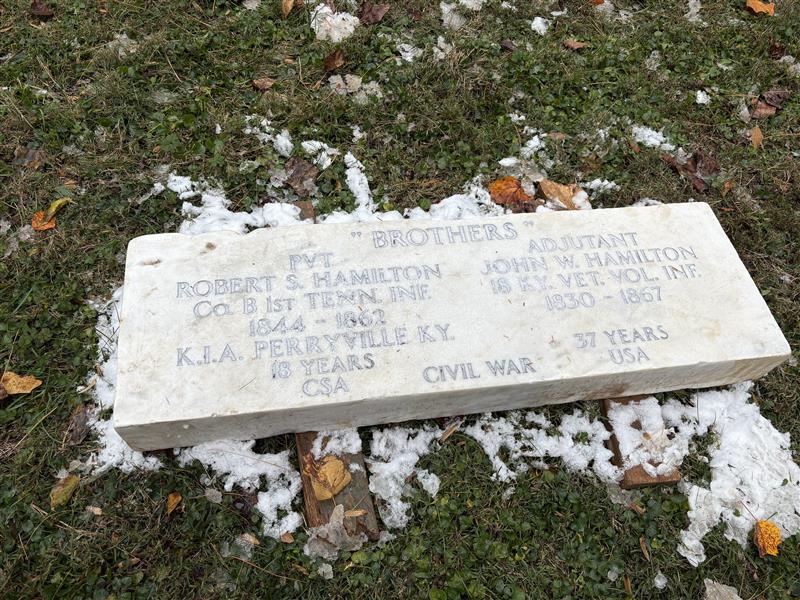 " BROTHERS "
PVT
ROBERT S. HAMILTON
CO. B 1ST TENN. INF.
1844 - 1862
K.I.A. PERRYVILLE KY.
18 YEARS
CSA
ADJUTANT
JOHN W. HAMILTON
18 KY. VET. VOL. INF.
1830 - 1867
37 YEARS
USA
CIVIL WAR